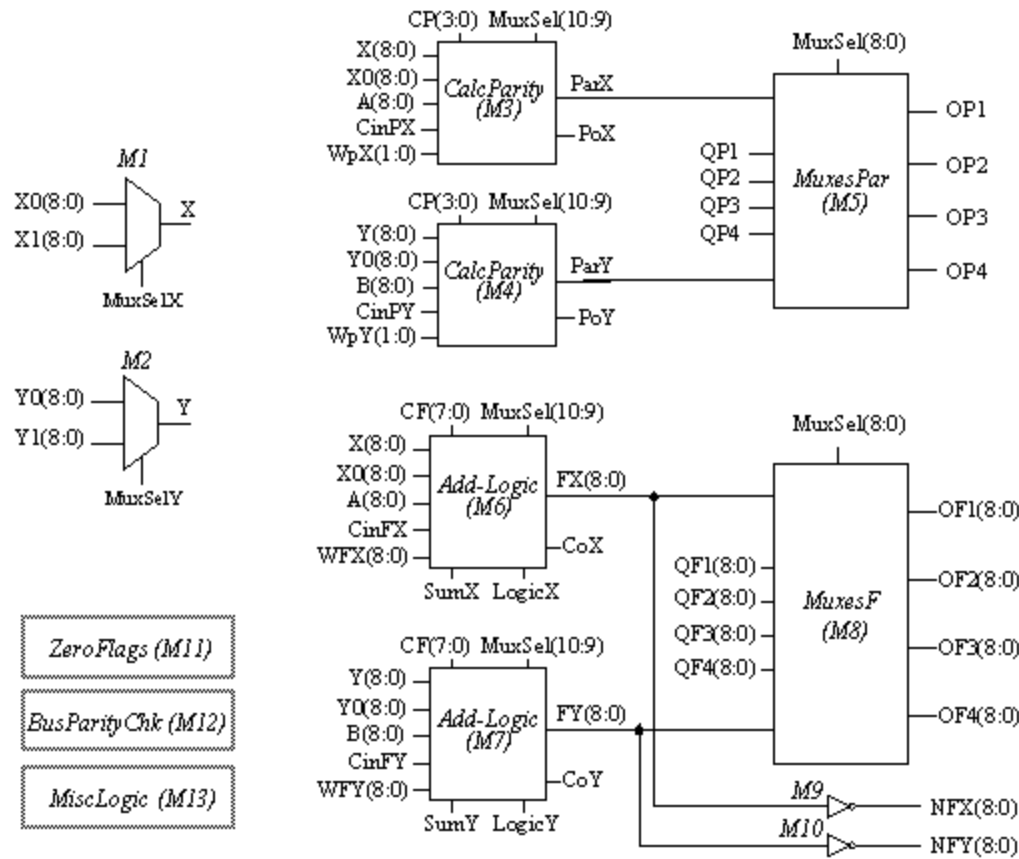 CP(3:0) MuxSel(10:9)
X(8:0)
X0(8:0)
A(8:0)
CinPX
WpX(1:0)
CalcParity
(M3)
ParX
PoX
MuxSel(8:0)
QP1
QP2
QP3
QP4
MuxesPar
(M5)
OP1
OP2
OP3
OP4
M1
X0(8:0)
X1(8:0)
X
MuxSelX
CP(3:0) MuxSel(10:9)
Y(8:0)
Y0(8:0)
B(8:0)
CinPY
WpY(1:0)
CalcParity
(M4)
ParY
PoY
M2
Y0(8:0)
Y1(8:0)
Y
MuxSelY
CF(7:0) MuxSel(10:9)
X(8:0)
X0(8:0)
A(8:0)
CinFX
WFX(8:0)
Add-Logic
(M6)
FX(8:0)
CoX
SumX LogicX
MuxSel(8:0)
QF1(8:0)
QF2(8:0)
QF3(8:0)
QF4(8:0)
MuxesF
(M8)
OF1(8:0)
OF2(8:0)
OF3(8:0)
OF4(8:0)
CF(7:0) MuxSel(10:9)
Y(8:0)
Y0(8:0)
B(8:0)
CinFY
WFY(8:0)
Add-Logic
(M7)
FY(8:0)
CoY
SumY LogicY
M9
NFX(8:0)
M10
NFY(8:0)
ZeroFlags (M11)
BusParityChk (M12)
MiscLogic (M13)